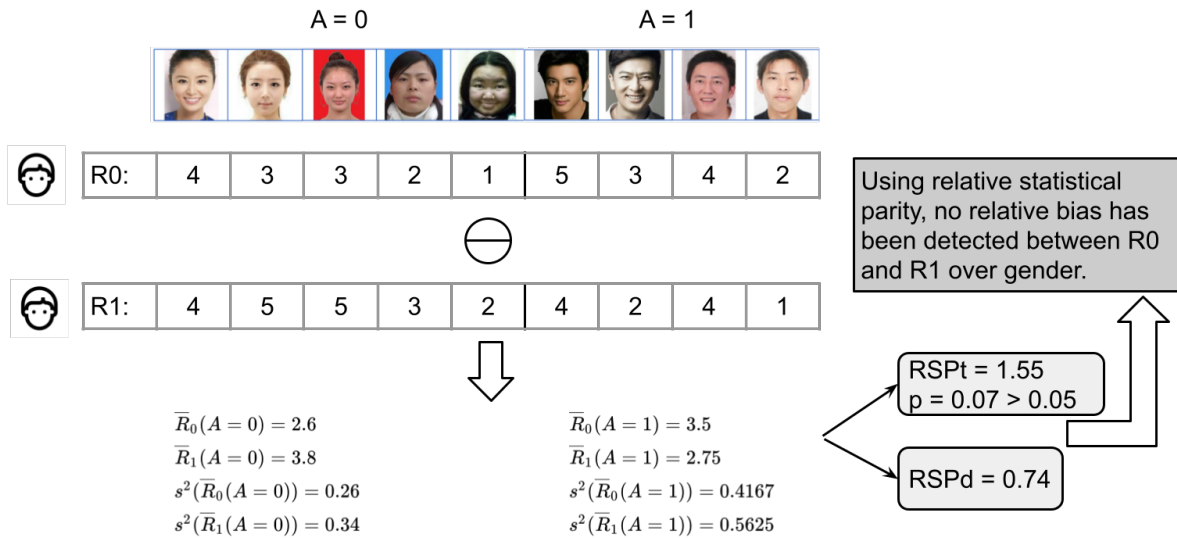 A = 0
A = 1
R0: 4 3 3 2 1 5 3 4 2
R1: 4 5 5 3 2 4 2 4 1
Using relative statistical
parity, no relative bias has
been detected between R0
and R1 over gender.
RSPt = 1.55
p = 0.07 > 0.05
RSPd = 0.74
R̅₀(A = 0) = 2.6
R̅₁(A = 0) = 3.8
s²(R̅₀(A = 0)) = 0.26
s²(R̅₁(A = 0)) = 0.34
R̅₀(A = 1) = 3.5
R̅₁(A = 1) = 2.75
s²(R̅₀(A = 1)) = 0.4167
s²(R̅₁(A = 1)) = 0.5625